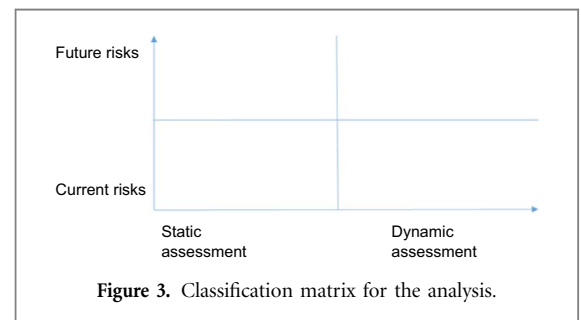 Future risks
Current risks
Static
assessment
Dynamic
assessment
Figure 3. Classification matrix for the analysis.